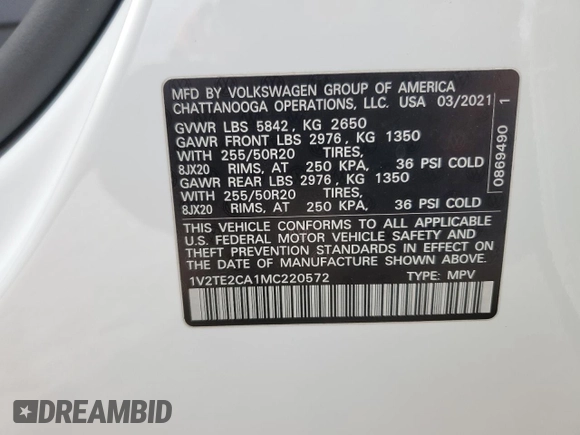 MFD BY VOLKSWAGEN GROUP OF AMERICA
CHATTANOOGA OPERATIONS, LLC. USA 03/2021
GVWR LBS 5842, KG 2650
GAWR FRONT LBS 2976, KG 1350
WITH 255/50R20 TIRES,
8JX20 RIMS, AT 250 KPA, 36 PSI COLD
GAWR REAR LBS 2976, KG 1350
WITH 255/50R20 TIRES,
8JX20 RIMS, AT 250 KPA, 36 PSI COLD
THIS VEHICLE CONFORMS TO ALL APPLICABLE
U.S. FEDERAL MOTOR VEHICLE SAFETY AND
THEFT PREVENTION STANDARDS IN EFFECT ON
THE DATE OF MANUFACTURE SHOWN ABOVE.
1V2TE2CA1MC220572 TYPE: MPV
0869490 1
DREAMBID